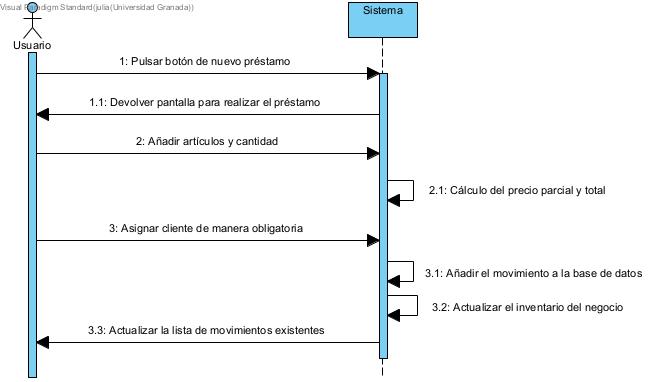 Visual Paradigm Standard(julia(Universidad Granada))
Sistema
Usuario
1: Pulsar botón de nuevo préstamo
1.1: Devolver pantalla para realizar el préstamo
2: Añadir artículos y cantidad
2.1: Cálculo del precio parcial y total
3: Asignar cliente de manera obligatoria
3.1: Añadir el movimiento a la base de datos
3.2: Actualizar el inventario del negocio
3.3: Actualizar la lista de movimientos existentes